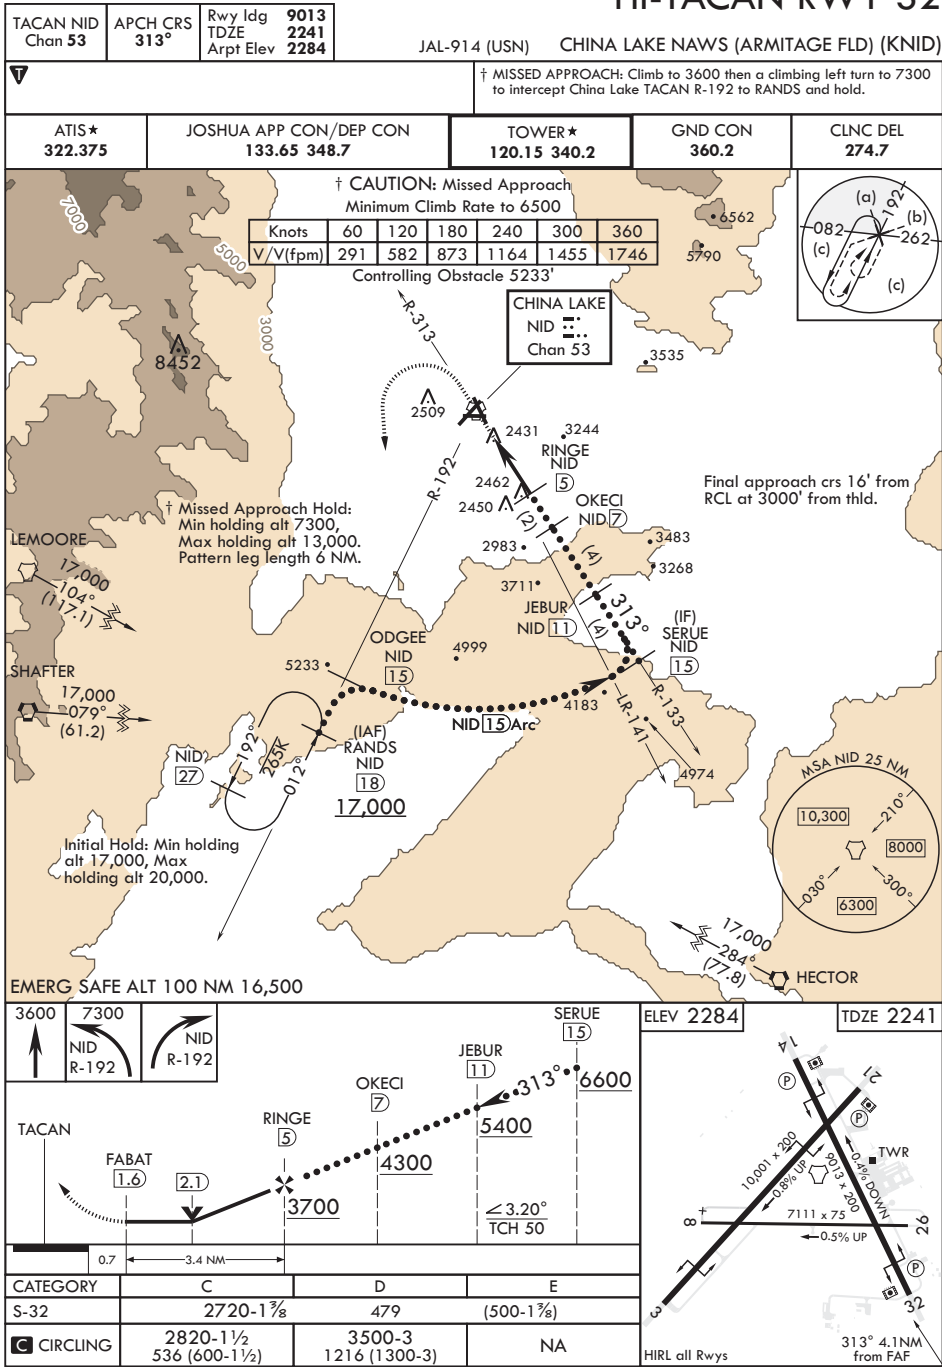 HI-TACAN RWY 32
TACAN NID
Chan 53
APCH CRS
313°
Rwy ldg 9013
TDZE 2241
Arpt Elev 2284
JAL-914 (USN)
CHINA LAKE NAWS (ARMITAGE FLD) (KNID)
T
† MISSED APPROACH: Climb to 3600 then a climbing left turn to 7300
to intercept China Lake TACAN R-192 to RANDS and hold.
ATIS★
322.375
JOSHUA APP CON/DEP CON
133.65 348.7
TOWER★
120.15 340.2
GND CON
360.2
CLNC DEL
274.7
† CAUTION: Missed Approach
Minimum Climb Rate to 6500
Knots 60 120 180 240 300 360
V/V(fpm) 291 582 873 1164 1455 1746
Controlling Obstacle 5233'
7000
5000
3000
6562
5790
(a)
192
(b)
082
262
(c)
(c)
R-313
CHINA LAKE
NID
Chan 53
8452
3535
2509
2431
3244
RINGE
NID
5
R-192
2462
2450
(2)
OKECI
NID 7
Final approach crs 16' from
RCL at 3000' from thld.
† Missed Approach Hold:
Min holding alt 7300,
Max holding alt 13,000.
Pattern leg length 6 NM.
LEMOORE
17,000
104°
(117.1)
2983
(4)
3483
3268
3711
JEBUR
NID 11
(4)
313°
(IF)
SERUE
NID
15
ODGEE
NID
15
4999
5233
SHAFTER
17,000
079°
(61.2)
4183
NID 15 Arc
LR-141
R-133
4974
192°
265K
012°
(IAF)
RANDS
NID
18
17,000
NID
27
Initial Hold: Min holding
alt 17,000, Max
holding alt 20,000.
MSA NID 25 NM
10,300
210°
8000
030°
300°
6300
17,000
284°
(77.8)
HECTOR
EMERG SAFE ALT 100 NM 16,500
3600
7300
NID
R-192
NID
R-192
SERUE
15
JEBUR
11
313°
6600
OKECI
7
5400
RINGE
5
4300
TACAN
FABAT
1.6
2.1
3700
3.20°
TCH 50
0.7
3.4 NM
CATEGORY C D E
S-32 2720-1⅜ 479 (500-1⅜)
C CIRCLING
2820-1½
536 (600-1½)
3500-3
1216 (1300-3)
NA
ELEV 2284
TDZE 2241
14
21
P
P
TWR
10,001 x 200
0.8% UP
9013 x 200
0.4% DOWN
8
7111 x 75
0.5% UP
26
P
3
32
HIRL all Rwys
313° 4.1NM
from FAF